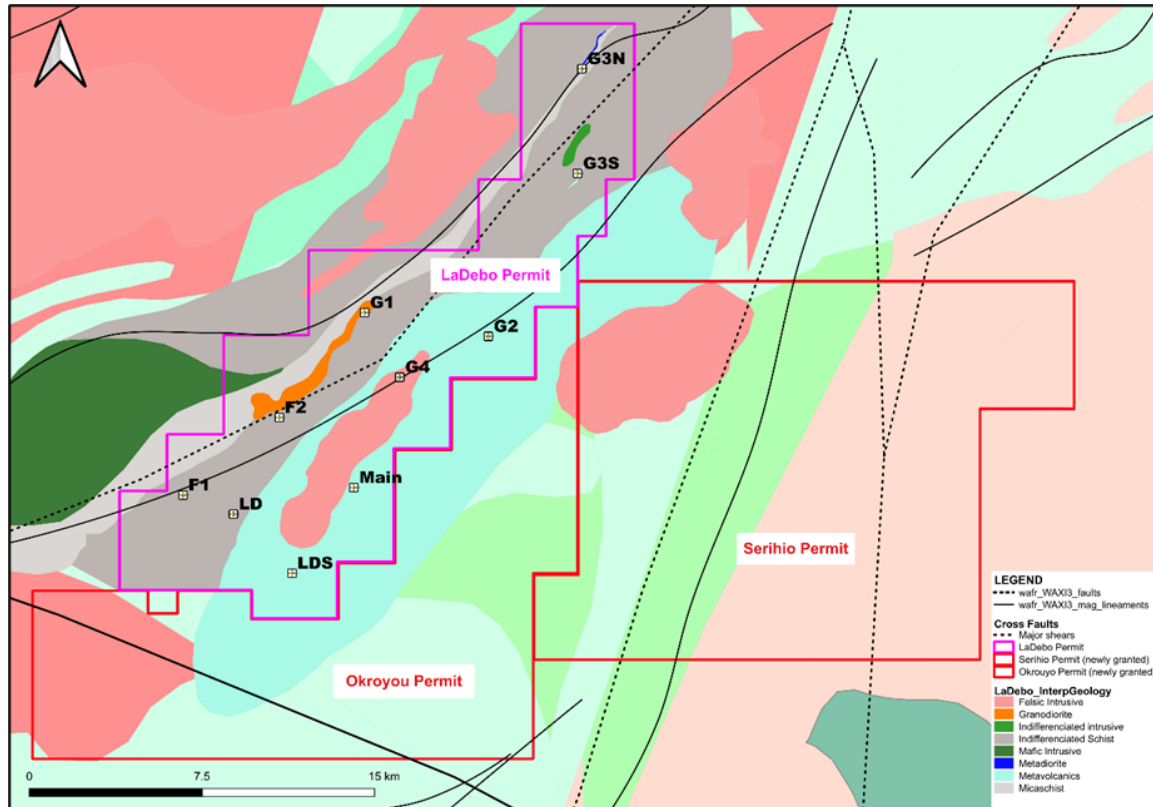 G3N
G3S
LaDebo Permit
G1
G2
G4
F2
Main
F1
LD
Serihio Permit
LDS
Okroyou Permit
LEGEND
wafr_WAXI3_faults
wafr_WAXI3_mag_lineaments
Cross Faults
Major shears
LaDebo Permit
Serihio Permit (newly granted)
Okrouyo Permit (newly granted)
LaDebo_InterpGeology
Felsic Intrusive
Granodiorite
Indifferenciated intrusive
Indifferenciated Schist
Mafic Intrusive
Metadiorite
Metavolcanics
Micaschist
0 7.5 15 km